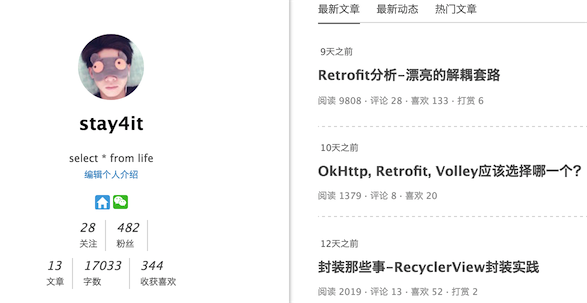 stay4it
select * from life
编辑个人介绍
28 482
关注 粉丝
13 17033 344
文章 字数 收获喜欢
最新文章 最新动态 热门文章
9天之前
Retrofit分析-漂亮的解耦套路
阅读 9808 · 评论 28 · 喜欢 133 · 打赏 6
10天之前
OkHttp, Retrofit, Volley应该选择哪一个?
阅读 1379 · 评论 8 · 喜欢 20
12天之前
封装那些事-RecyclerView封装实践
阅读 2019 · 评论 13 · 喜欢 52 · 打赏 2